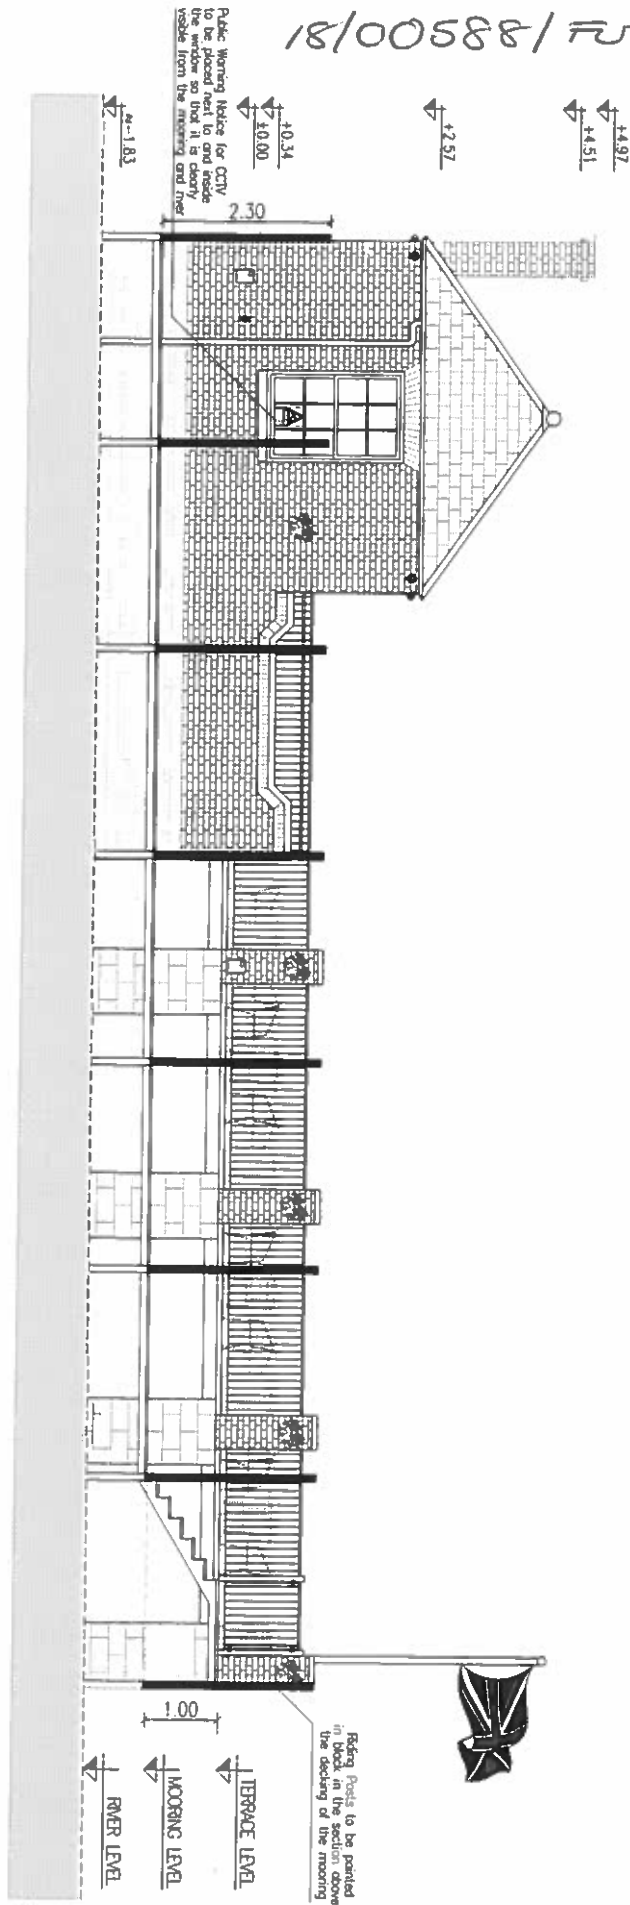 18/00588/FU
+4.97
+4.51
+2.57
+0.34
±0.00
≈-1.83
Public Warning Notice for CCTV
to be placed next to and inside
the window so that it is clearly
visible from the mooring and river
2.30
1.00
TERRACE LEVEL
MOORING LEVEL
RIVER LEVEL
Riding Posts to be painted
in black in the section above
the decking of the mooring